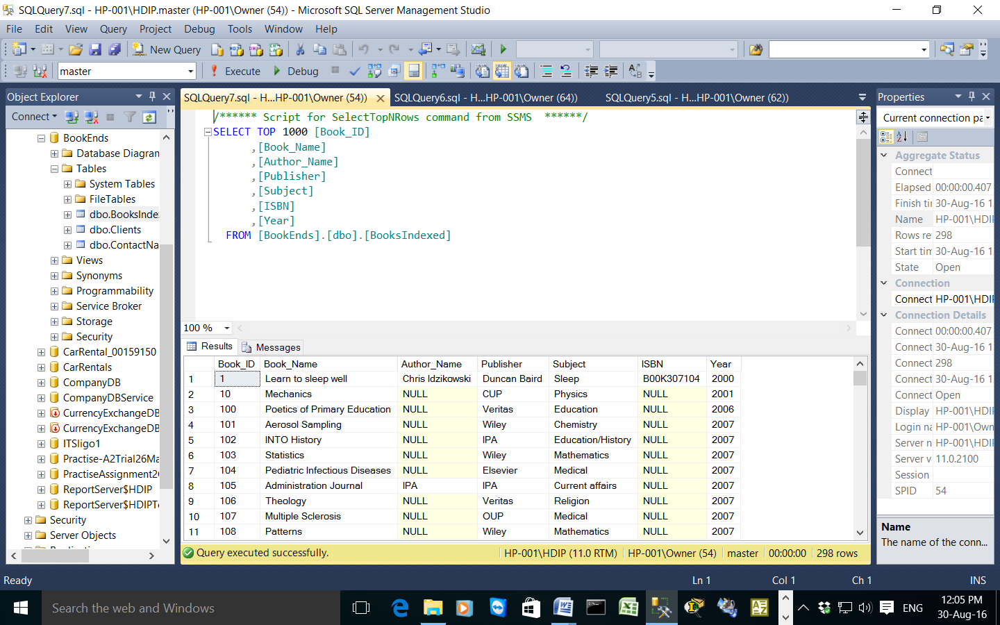 SQLQuery7.sql - HP-001\HDIP.master (HP-001\Owner (54)) - Microsoft SQL Server Management Studio
File Edit View Query Project Debug Tools Window Help
New Query
master Execute Debug
Object Explorer
Connect
BookEnds
Database Diagran
Tables
System Tables
FileTables
dbo.BooksInde
dbo.Clients
dbo.ContactNa
Views
Synonyms
Programmability
Service Broker
Storage
Security
CarRental_00159150
CarRentals
CompanyDB
CompanyDBService
CurrencyExchangeDB
CurrencyExchangeDB
ITSligo1
Practise-A2Trial26Ma
PractiseAssignment2
ReportServer$HDIP
ReportServer$HDIPT
Security
Server Objects
SQLQuery7.sql - H...HP-001\Owner (54)) SQLQuery6.sql - H...HP-001\Owner (64)) SQLQuery5.sql - H...HP-001\Owner (62))
/****** Script for SelectTopNRows command from SSMS ******/
SELECT TOP 1000 [Book_ID]
,[Book_Name]
,[Author_Name]
,[Publisher]
,[Subject]
,[ISBN]
,[Year]
FROM [BookEnds].[dbo].[BooksIndexed]
100 %
Results Messages
Book_ID Book_Name Author_Name Publisher Subject ISBN Year
1 1 Learn to sleep well Chris Idzikowski Duncan Baird Sleep B00K307104 2000
2 10 Mechanics NULL CUP Physics NULL 2001
3 100 Poetics of Primary Education NULL Veritas Education NULL 2006
4 101 Aerosol Sampling NULL Wiley Chemistry NULL 2007
5 102 INTO History NULL IPA Education/History NULL 2007
6 103 Statistics NULL Wiley Mathematics NULL 2007
7 104 Pediatric Infectious Diseases NULL Elsevier Medical NULL 2007
8 105 Administration Journal IPA IPA Current affairs NULL 2007
9 106 Theology NULL Veritas Religion NULL 2007
10 107 Multiple Sclerosis NULL OUP Medical NULL 2007
11 108 Patterns NULL Wiley Mathematics NULL 2007
Query executed successfully. HP-001\HDIP (11.0 RTM) HP-001\Owner (54) master 00:00:00 298 rows
Properties
Current connection pa
Aggregate Status
Connect
Elapsed 00:00:00.407
Finish tir 30-Aug-16 1
Name HP-001\HDIP
Rows re 298
Start tim 30-Aug-16 1
State Open
Connection
Connect HP-001\HDI
Connection Details
Connect 00:00:00.407
Connect 30-Aug-16 1
Connect 298
Connect 30-Aug-16 1
Connect Open
Display HP-001\HDI
Login na HP-001\Own
Server n HP-001\HDI
Server v 11.0.2100
Session
SPID 54
Name
The name of the conn...
Ready Ln 1 Col 1 Ch 1 INS
Search the web and Windows
ENG 12:05 PM
30-Aug-16